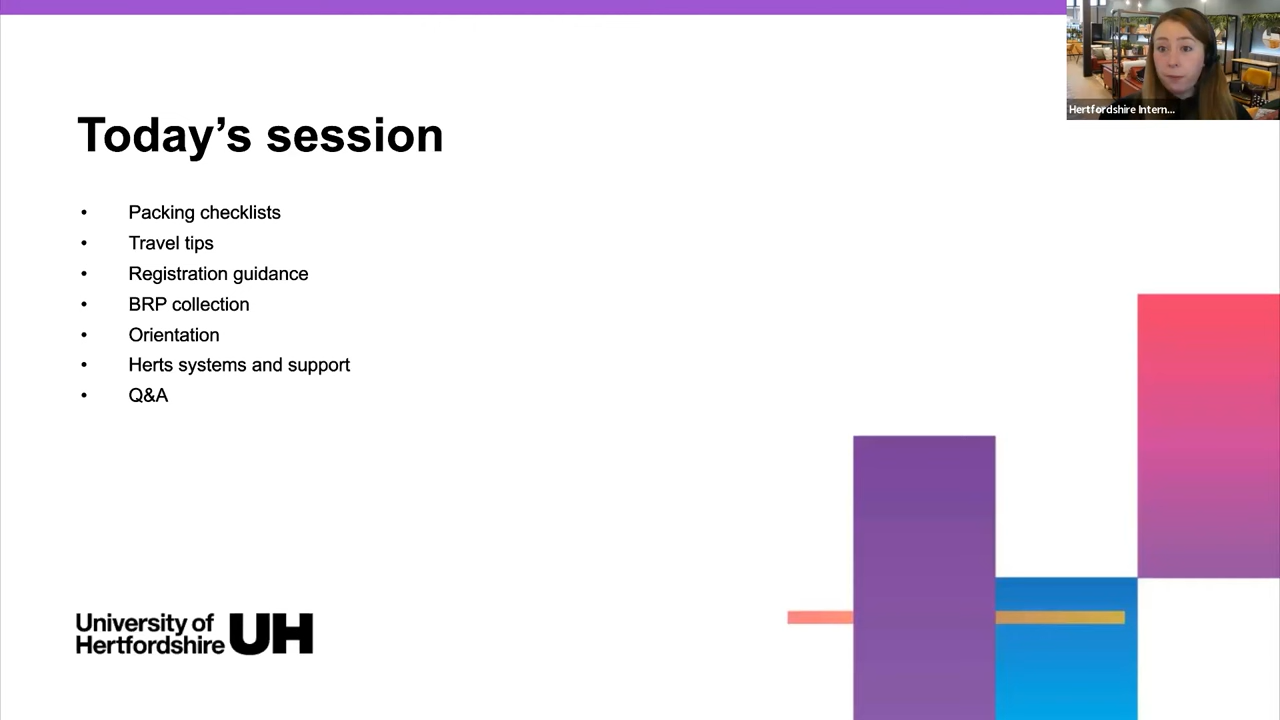 Today’s session
• Packing checklists
• Travel tips
• Registration guidance
• BRP collection
• Orientation
• Herts systems and support
• Q&A
University of
Hertfordshire UH
Hertfordshire Intern...